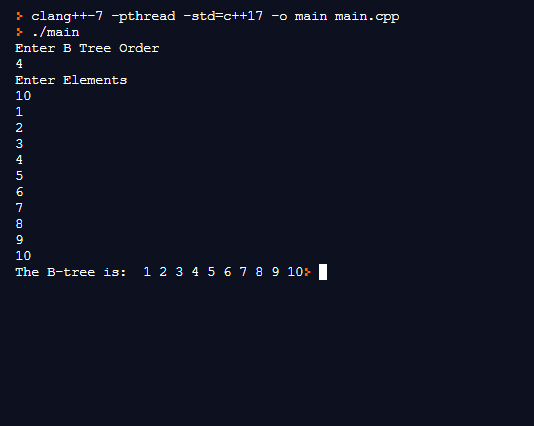 clang++-7 -pthread -std=c++17 -o main main.cpp
./main
Enter B Tree Order
4
Enter Elements
10
1
2
3
4
5
6
7
8
9
10
The B-tree is:  1 2 3 4 5 6 7 8 9 10